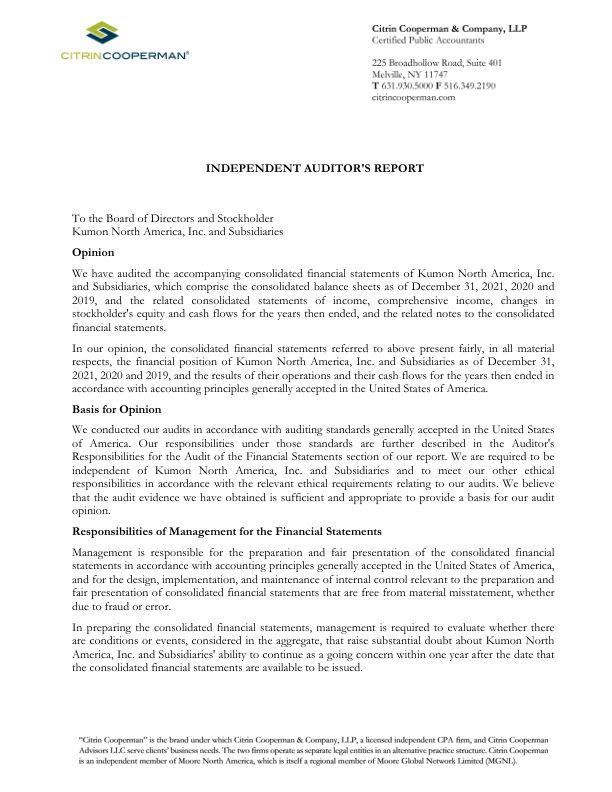 CITRINCOOPERMAN®
Citrin Cooperman & Company, LLP
Certified Public Accountants
225 Broadhollow Road, Suite 401
Melville, NY 11747
T 631.930.5000 F 516.349.2190
citrincooperman.com
INDEPENDENT AUDITOR'S REPORT
To the Board of Directors and Stockholder
Kumon North America, Inc. and Subsidiaries
Opinion
We have audited the accompanying consolidated financial statements of Kumon North America, Inc.
and Subsidiaries, which comprise the consolidated balance sheets as of December 31, 2021, 2020 and
2019, and the related consolidated statements of income, comprehensive income, changes in
stockholder's equity and cash flows for the years then ended, and the related notes to the consolidated
financial statements.
In our opinion, the consolidated financial statements referred to above present fairly, in all material
respects, the financial position of Kumon North America, Inc. and Subsidiaries as of December 31,
2021, 2020 and 2019, and the results of their operations and their cash flows for the years then ended in
accordance with accounting principles generally accepted in the United States of America.
Basis for Opinion
We conducted our audits in accordance with auditing standards generally accepted in the United States
of America. Our responsibilities under those standards are further described in the Auditor's
Responsibilities for the Audit of the Financial Statements section of our report. We are required to be
independent of Kumon North America, Inc. and Subsidiaries and to meet our other ethical
responsibilities in accordance with the relevant ethical requirements relating to our audits. We believe
that the audit evidence we have obtained is sufficient and appropriate to provide a basis for our audit
opinion.
Responsibilities of Management for the Financial Statements
Management is responsible for the preparation and fair presentation of the consolidated financial
statements in accordance with accounting principles generally accepted in the United States of America,
and for the design, implementation, and maintenance of internal control relevant to the preparation and
fair presentation of consolidated financial statements that are free from material misstatement, whether
due to fraud or error.
In preparing the consolidated financial statements, management is required to evaluate whether there
are conditions or events, considered in the aggregate, that raise substantial doubt about Kumon North
America, Inc. and Subsidiaries' ability to continue as a going concern within one year after the date that
the consolidated financial statements are available to be issued.
“Citrin Cooperman” is the brand under which Citrin Cooperman & Company, LLP, a licensed independent CPA firm, and Citrin Cooperman
Advisors LLC serve clients’ business needs. The two firms operate as separate legal entities in an alternative practice structure. Citrin Cooperman
is an independent member of Moore North America, which is itself a regional member of Moore Global Network Limited (MGNL).